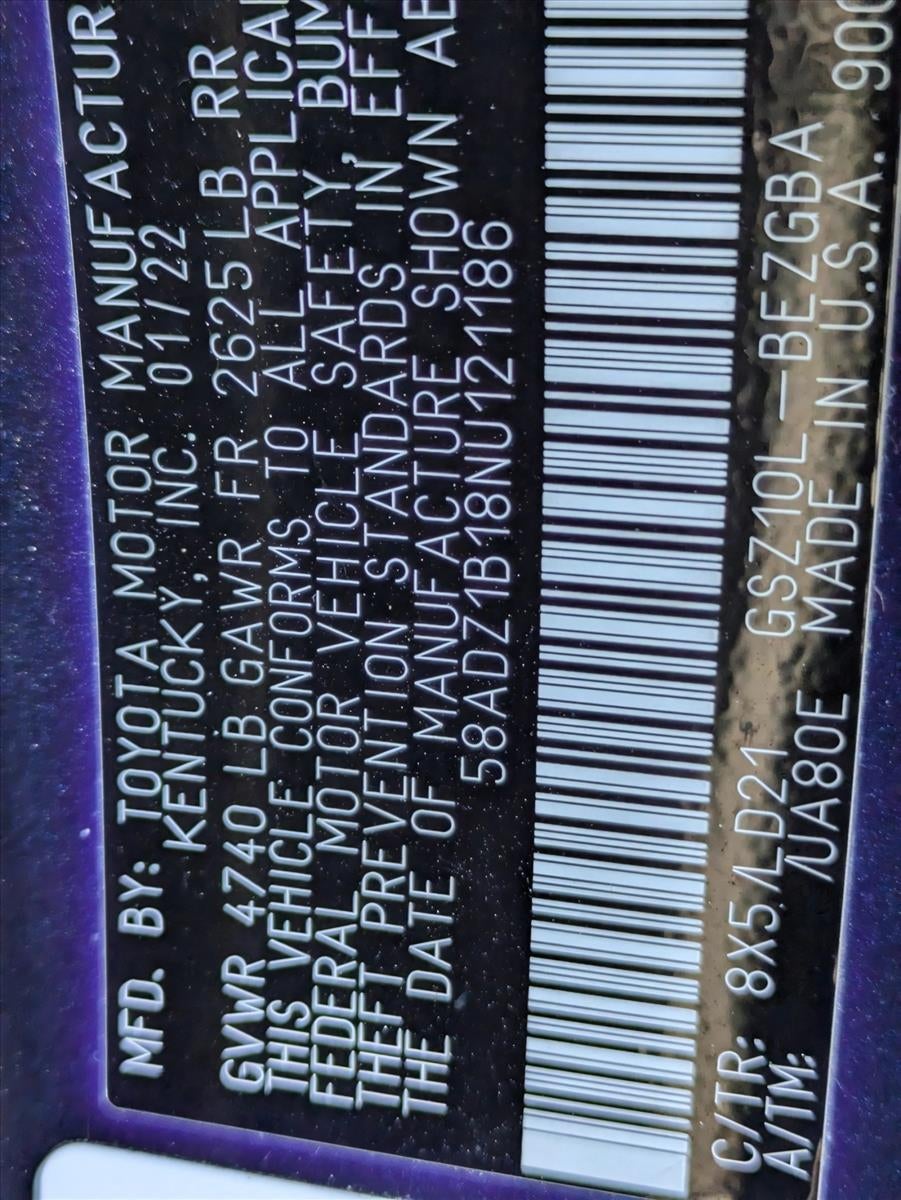 MFD. BY: TOYOTA MOTOR MANUFACTUR
KENTUCKY, INC. 01/22
GVWR 4740 LB GAWR FR 2625 LB RR
THIS VEHICLE CONFORMS TO ALL APPLICA
FEDERAL MOTOR VEHICLE SAFETY, BUM
THEFT PREVENTION STANDARDS IN EFF
THE DATE OF MANUFACTURE SHOWN AB
58ADZ1B18NU121186
C/TR: 8X5/LD21 GSZ10L-BEZGBA
A/TM: /UA80E MADE IN U.S.A. 900